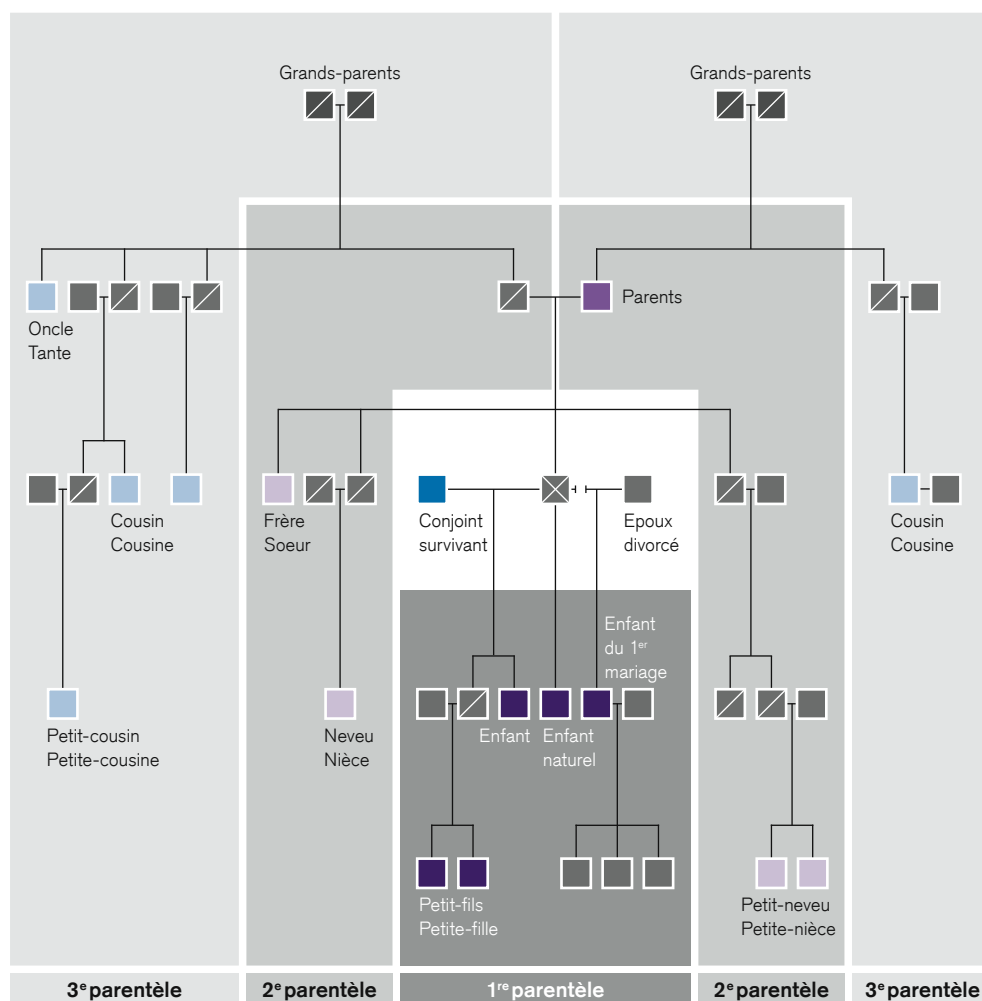 Grands-parents
Grands-parents
Parents
Oncle
Tante
Cousin
Cousine
Frère
Soeur
Conjoint
survivant
Epoux
divorcé
Cousin
Cousine
Enfant
du 1er
mariage
Petit-cousin
Petite-cousine
Neveu
Nièce
Enfant
Enfant
naturel
Petit-fils
Petite-fille
Petit-neveu
Petite-nièce
3e parentèle
2e parentèle
1re parentèle
2e parentèle
3e parentèle